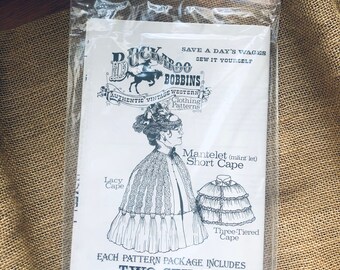 SAVE A DAY'S WAGES
SEW IT YOURSELF
BUCKAROO
BOBBINS
AUTHENTIC VINTAGE WESTERN
Clothing
Patterns
Mantelet (mant let)
Short Cape
Lacy
Cape
Three-Tiered
Cape
EACH PATTERN PACKAGE INCLUDES